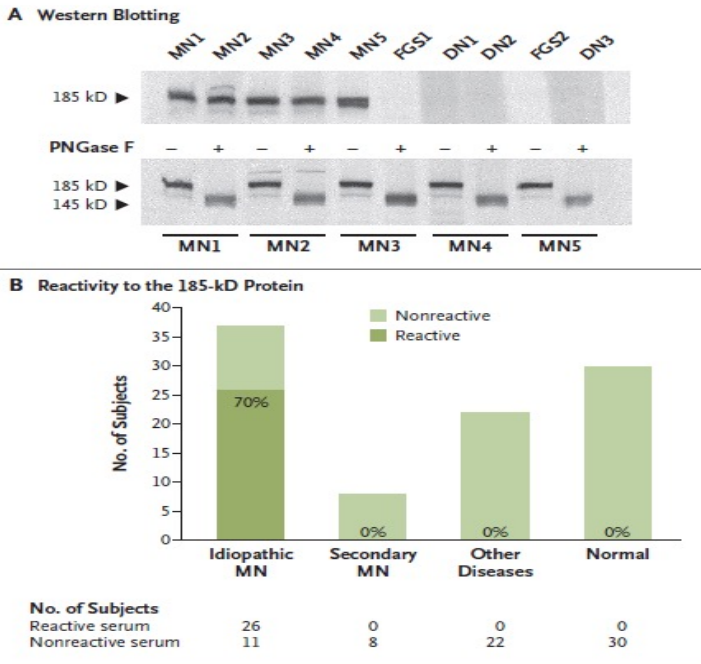 A Western Blotting
MN1 MN2 MN3 MN4 MN5 FGS1 DN1 DN2 FGS2 DN3
185 kD ►
PNGase F − + − + − + − + − +
185 kD ►
145 kD ►
MN1 MN2 MN3 MN4 MN5
B Reactivity to the 185-kD Protein
No. of Subjects
40
35
30
25
20
15
10
5
0
Nonreactive
Reactive
70%
0% 0% 0%
Idiopathic MN
Secondary MN
Other Diseases
Normal
No. of Subjects
Reactive serum 26 0 0 0
Nonreactive serum 11 8 22 30